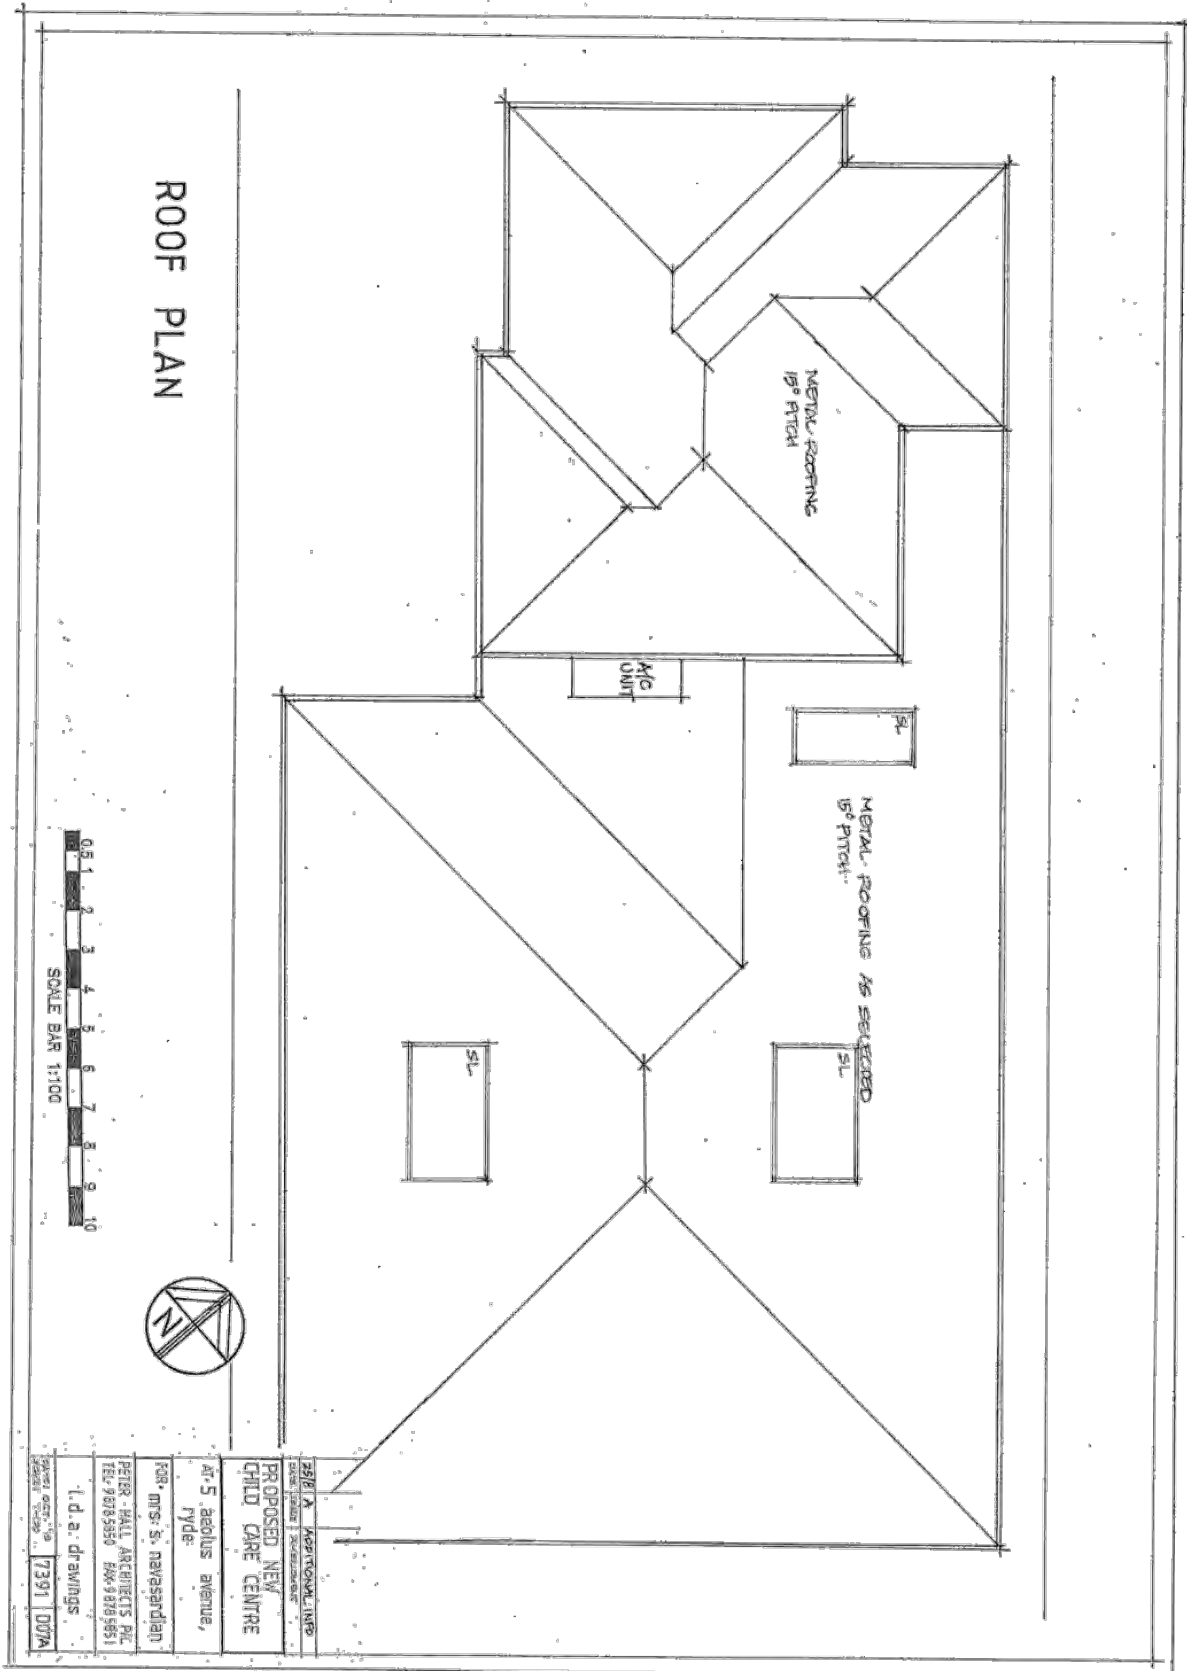 METAL ROOFING
15° PITCH
METAL ROOFING AS SELECTED
15° PITCH
SL
SL
SL
A/C
UNIT
ROOF PLAN
0.5 1 2 3 4 5 6 7 8 9 10
SCALE BAR 1:100
N
25/8 A ADDITIONAL INFO
PROPOSED NEW
CHILD CARE CENTRE
AT: 5 aeolus avenue,
ryde
FOR: mrs s. navasardian
PETER HALL ARCHITECTS P/L
l.d.a. drawings
7391 D07A